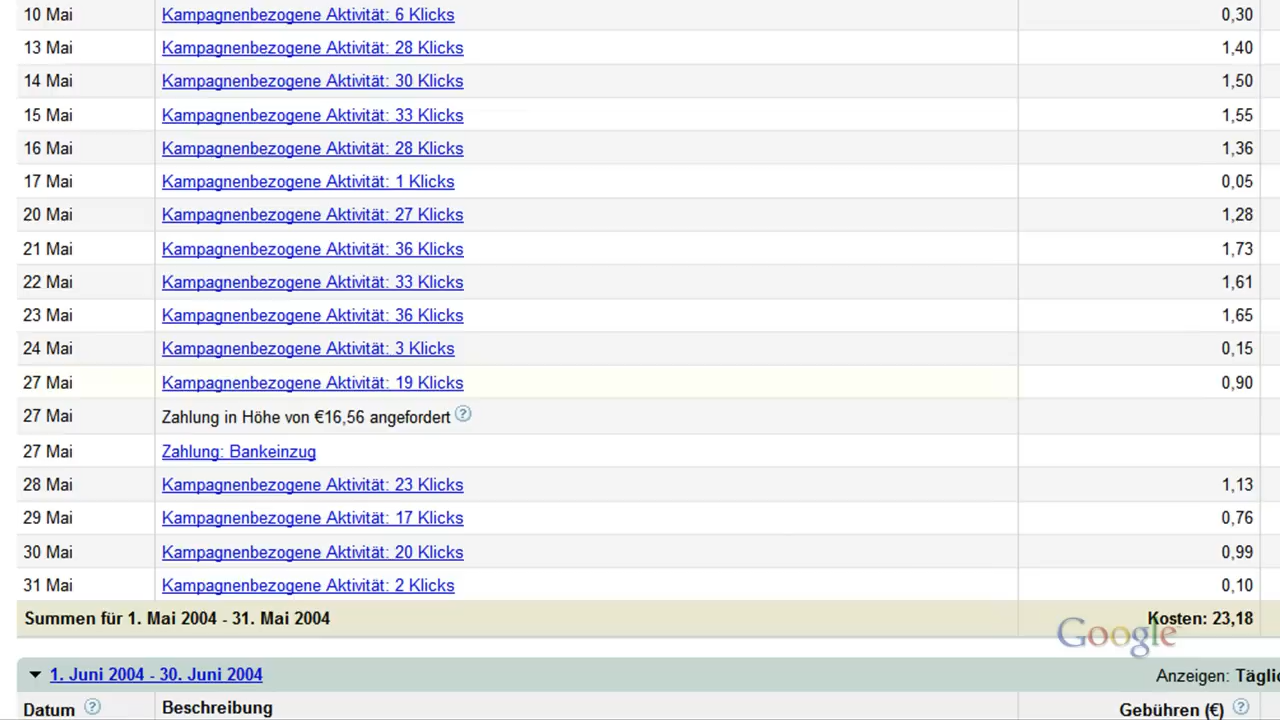 10 Mai Kampagnenbezogene Aktivität: 6 Klicks 0,30
13 Mai Kampagnenbezogene Aktivität: 28 Klicks 1,40
14 Mai Kampagnenbezogene Aktivität: 30 Klicks 1,50
15 Mai Kampagnenbezogene Aktivität: 33 Klicks 1,55
16 Mai Kampagnenbezogene Aktivität: 28 Klicks 1,36
17 Mai Kampagnenbezogene Aktivität: 1 Klicks 0,05
20 Mai Kampagnenbezogene Aktivität: 27 Klicks 1,28
21 Mai Kampagnenbezogene Aktivität: 36 Klicks 1,73
22 Mai Kampagnenbezogene Aktivität: 33 Klicks 1,61
23 Mai Kampagnenbezogene Aktivität: 36 Klicks 1,65
24 Mai Kampagnenbezogene Aktivität: 3 Klicks 0,15
27 Mai Kampagnenbezogene Aktivität: 19 Klicks 0,90
27 Mai Zahlung in Höhe von €16,56 angefordert ?
27 Mai Zahlung: Bankeinzug
28 Mai Kampagnenbezogene Aktivität: 23 Klicks 1,13
29 Mai Kampagnenbezogene Aktivität: 17 Klicks 0,76
30 Mai Kampagnenbezogene Aktivität: 20 Klicks 0,99
31 Mai Kampagnenbezogene Aktivität: 2 Klicks 0,10
Summen für 1. Mai 2004 - 31. Mai 2004 Kosten: 23,18
Google
1. Juni 2004 - 30. Juni 2004 Anzeigen: Täglic
Datum ? Beschreibung Gebühren (€) ?